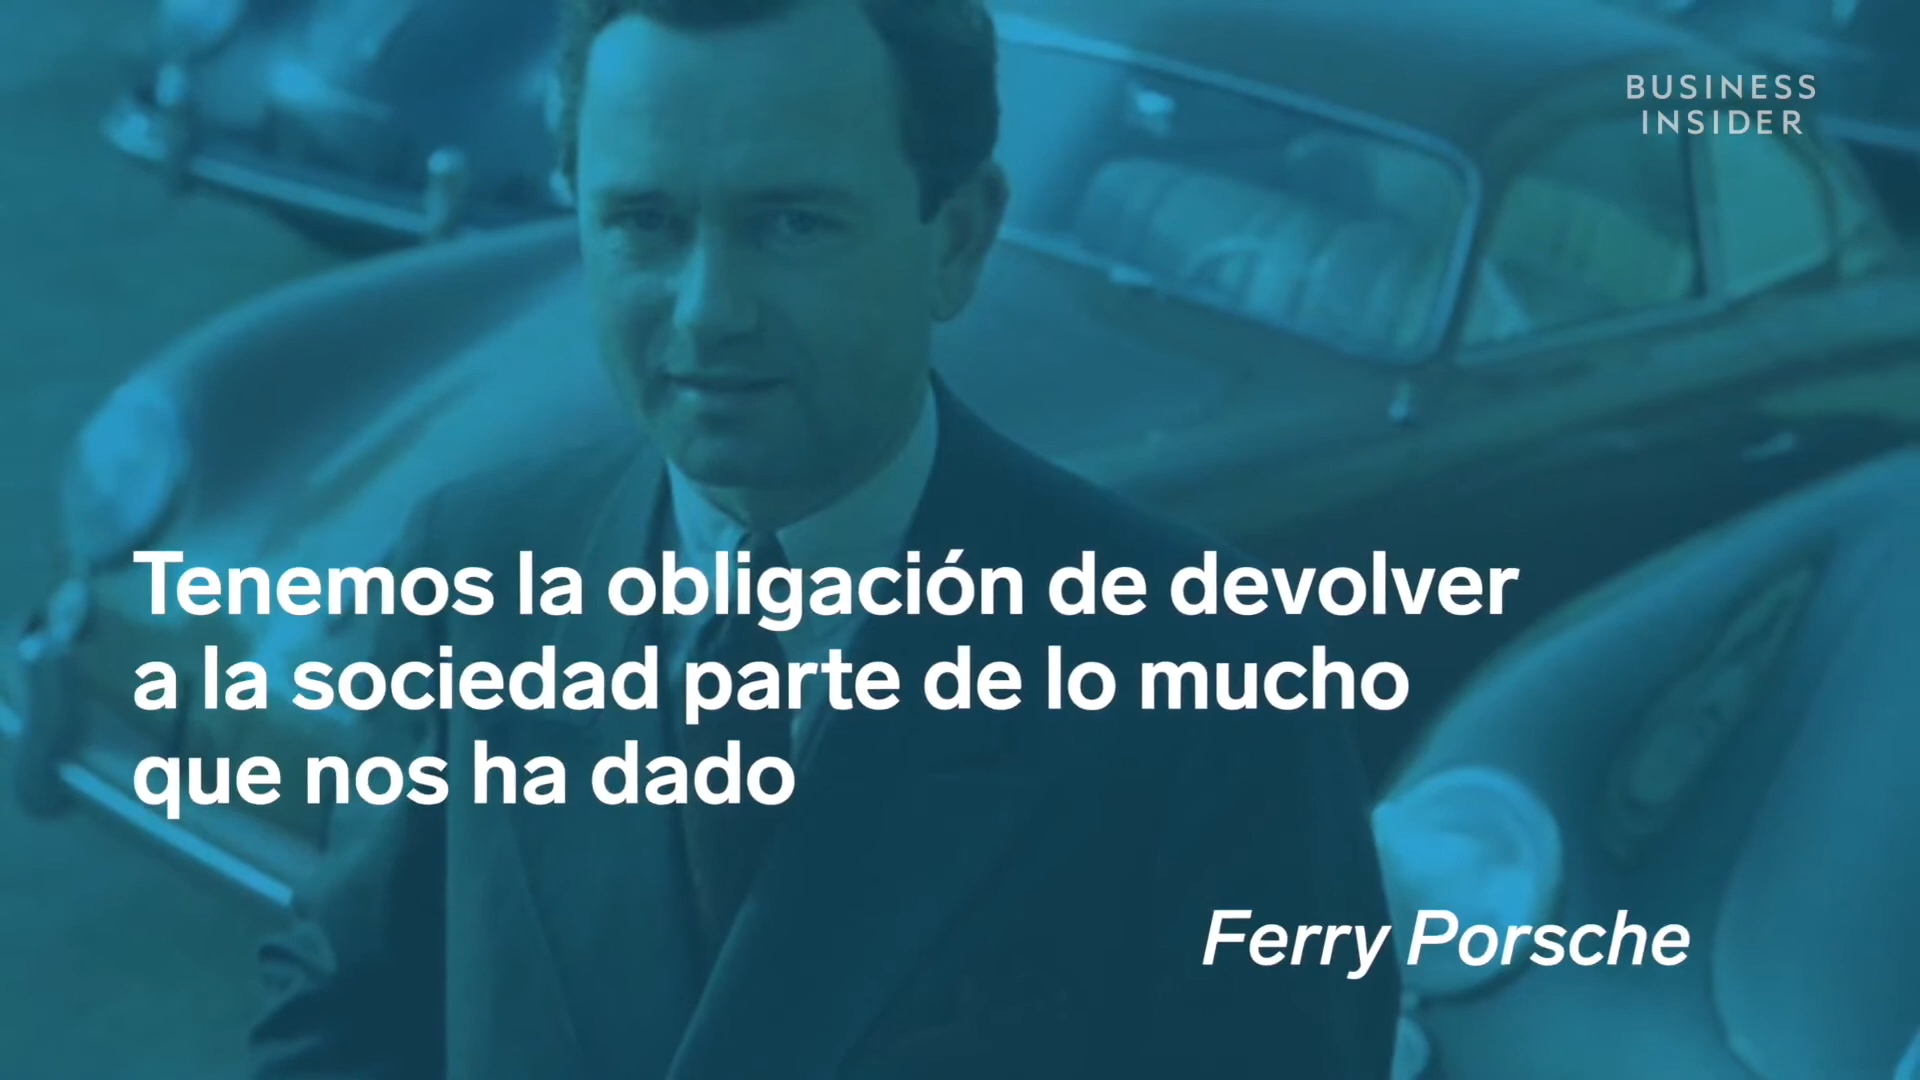 BUSINESS
INSIDER
Tenemos la obligación de devolver
a la sociedad parte de lo mucho
que nos ha dado
Ferry Porsche